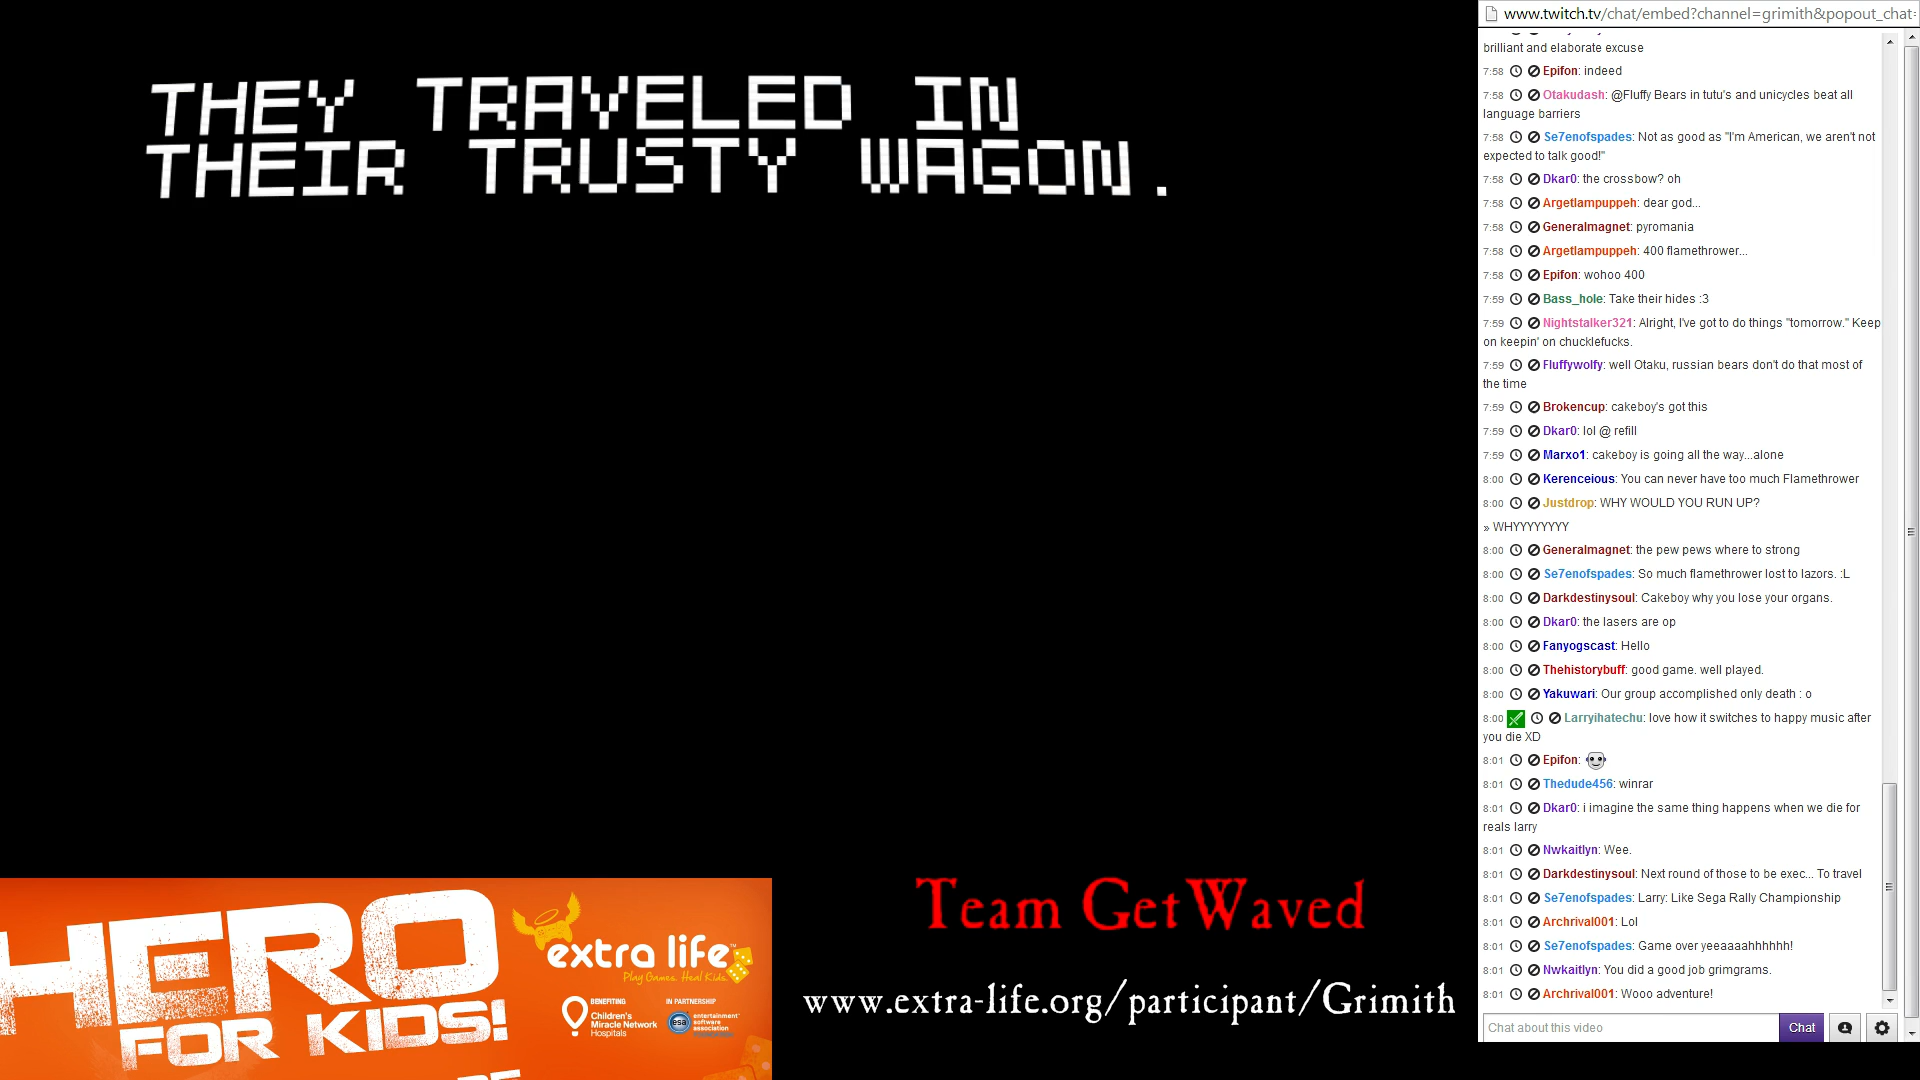 THEY TRAVELED IN
THEIR TRUSTY WAGON.
HERO
FOR KIDS!
extra life™
Play Games. Heal Kids.
BENEFITING
Children's
Miracle Network
Hospitals
IN PARTNERSHIP
esa
entertainment
software
association
Team GetWaved
www.extra-life.org/participant/Grimith
www.twitch.tv/chat/embed?channel=grimith&popout_chat=
brilliant and elaborate excuse
7:58 Epifon: indeed
7:58 Otakudash: @Fluffy Bears in tutu's and unicycles beat all
language barriers
7:58 Se7enofspades: Not as good as "I'm American, we aren't not
expected to talk good!"
7:58 Dkar0: the crossbow? oh
7:58 Argetlampuppeh: dear god...
7:58 Generalmagnet: pyromania
7:58 Argetlampuppeh: 400 flamethrower...
7:58 Epifon: wohoo 400
7:59 Bass_hole: Take their hides :3
7:59 Nightstalker321: Alright, I've got to do things "tomorrow." Keep
on keepin' on chucklefucks.
7:59 Fluffywolfy: well Otaku, russian bears don't do that most of
the time
7:59 Brokencup: cakeboy's got this
7:59 Dkar0: lol @ refill
7:59 Marxo1: cakeboy is going all the way...alone
8:00 Kerenceious: You can never have too much Flamethrower
8:00 Justdrop: WHY WOULD YOU RUN UP?
» WHYYYYYYYY
8:00 Generalmagnet: the pew pews where to strong
8:00 Se7enofspades: So much flamethrower lost to lazors. :L
8:00 Darkdestinysoul: Cakeboy why you lose your organs.
8:00 Dkar0: the lasers are op
8:00 Fanyogscast: Hello
8:00 Thehistorybuff: good game. well played.
8:00 Yakuwari: Our group accomplished only death : o
8:00 Larryihatechu: love how it switches to happy music after
you die XD
8:01 Epifon:
8:01 Thedude456: winrar
8:01 Dkar0: i imagine the same thing happens when we die for
reals larry
8:01 Nwkaitlyn: Wee.
8:01 Darkdestinysoul: Next round of those to be exec... To travel
8:01 Se7enofspades: Larry: Like Sega Rally Championship
8:01 Archrival001: Lol
8:01 Se7enofspades: Game over yeeaaaahhhhhh!
8:01 Nwkaitlyn: You did a good job grimgrams.
8:01 Archrival001: Wooo adventure!
Chat about this video
Chat